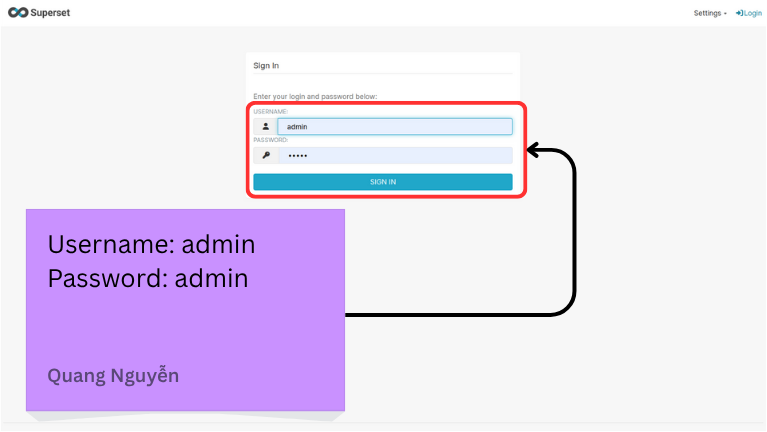 Superset
Settings
Login
Sign In
Enter your login and password below:
USERNAME:
admin
PASSWORD:
•••••
SIGN IN
Username: admin
Password: admin
Quang Nguyễn